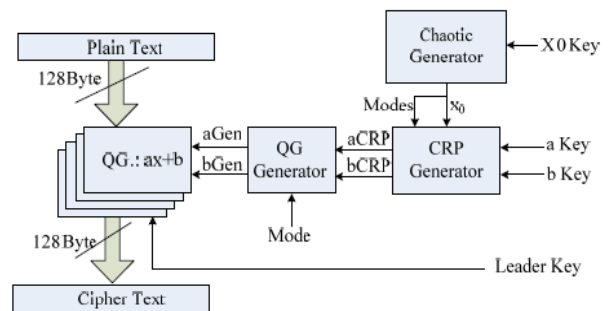 Plain Text
128Byte
Chaotic
Generator
X0 Key
Modes
x₀
QG.: ax+b
aGen
bGen
QG
Generator
aCRP
bCRP
CRP
Generator
a Key
b Key
Mode
128Byte
Leader Key
Cipher Text